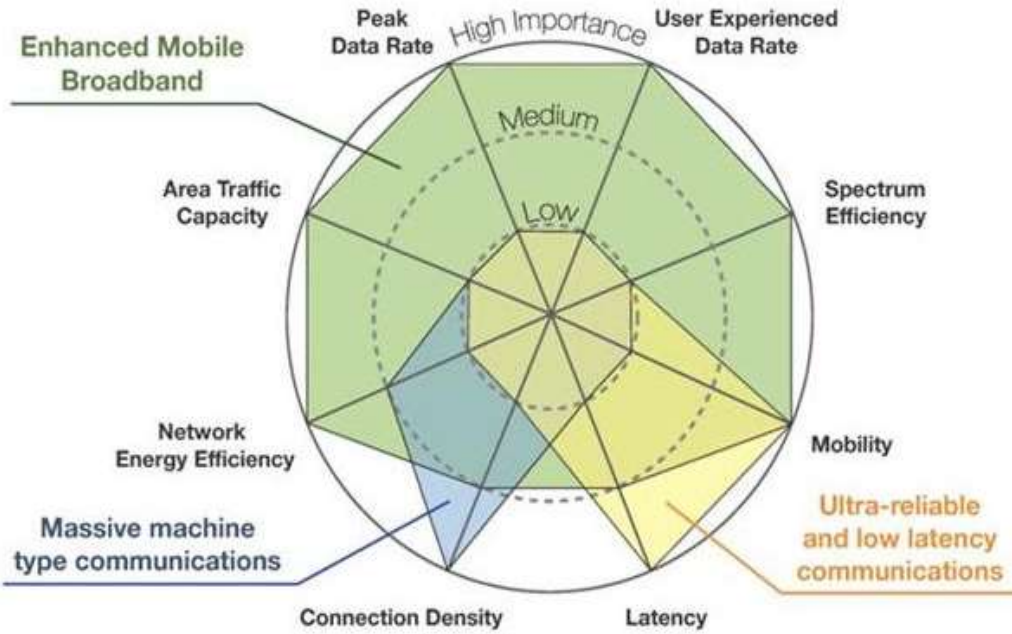 Peak
Data Rate
High Importance
User Experienced
Data Rate
Enhanced Mobile
Broadband
Medium
Area Traffic
Capacity
Low
Spectrum
Efficiency
Network
Energy Efficiency
Mobility
Massive machine
type communications
Ultra-reliable
and low latency
communications
Connection Density
Latency